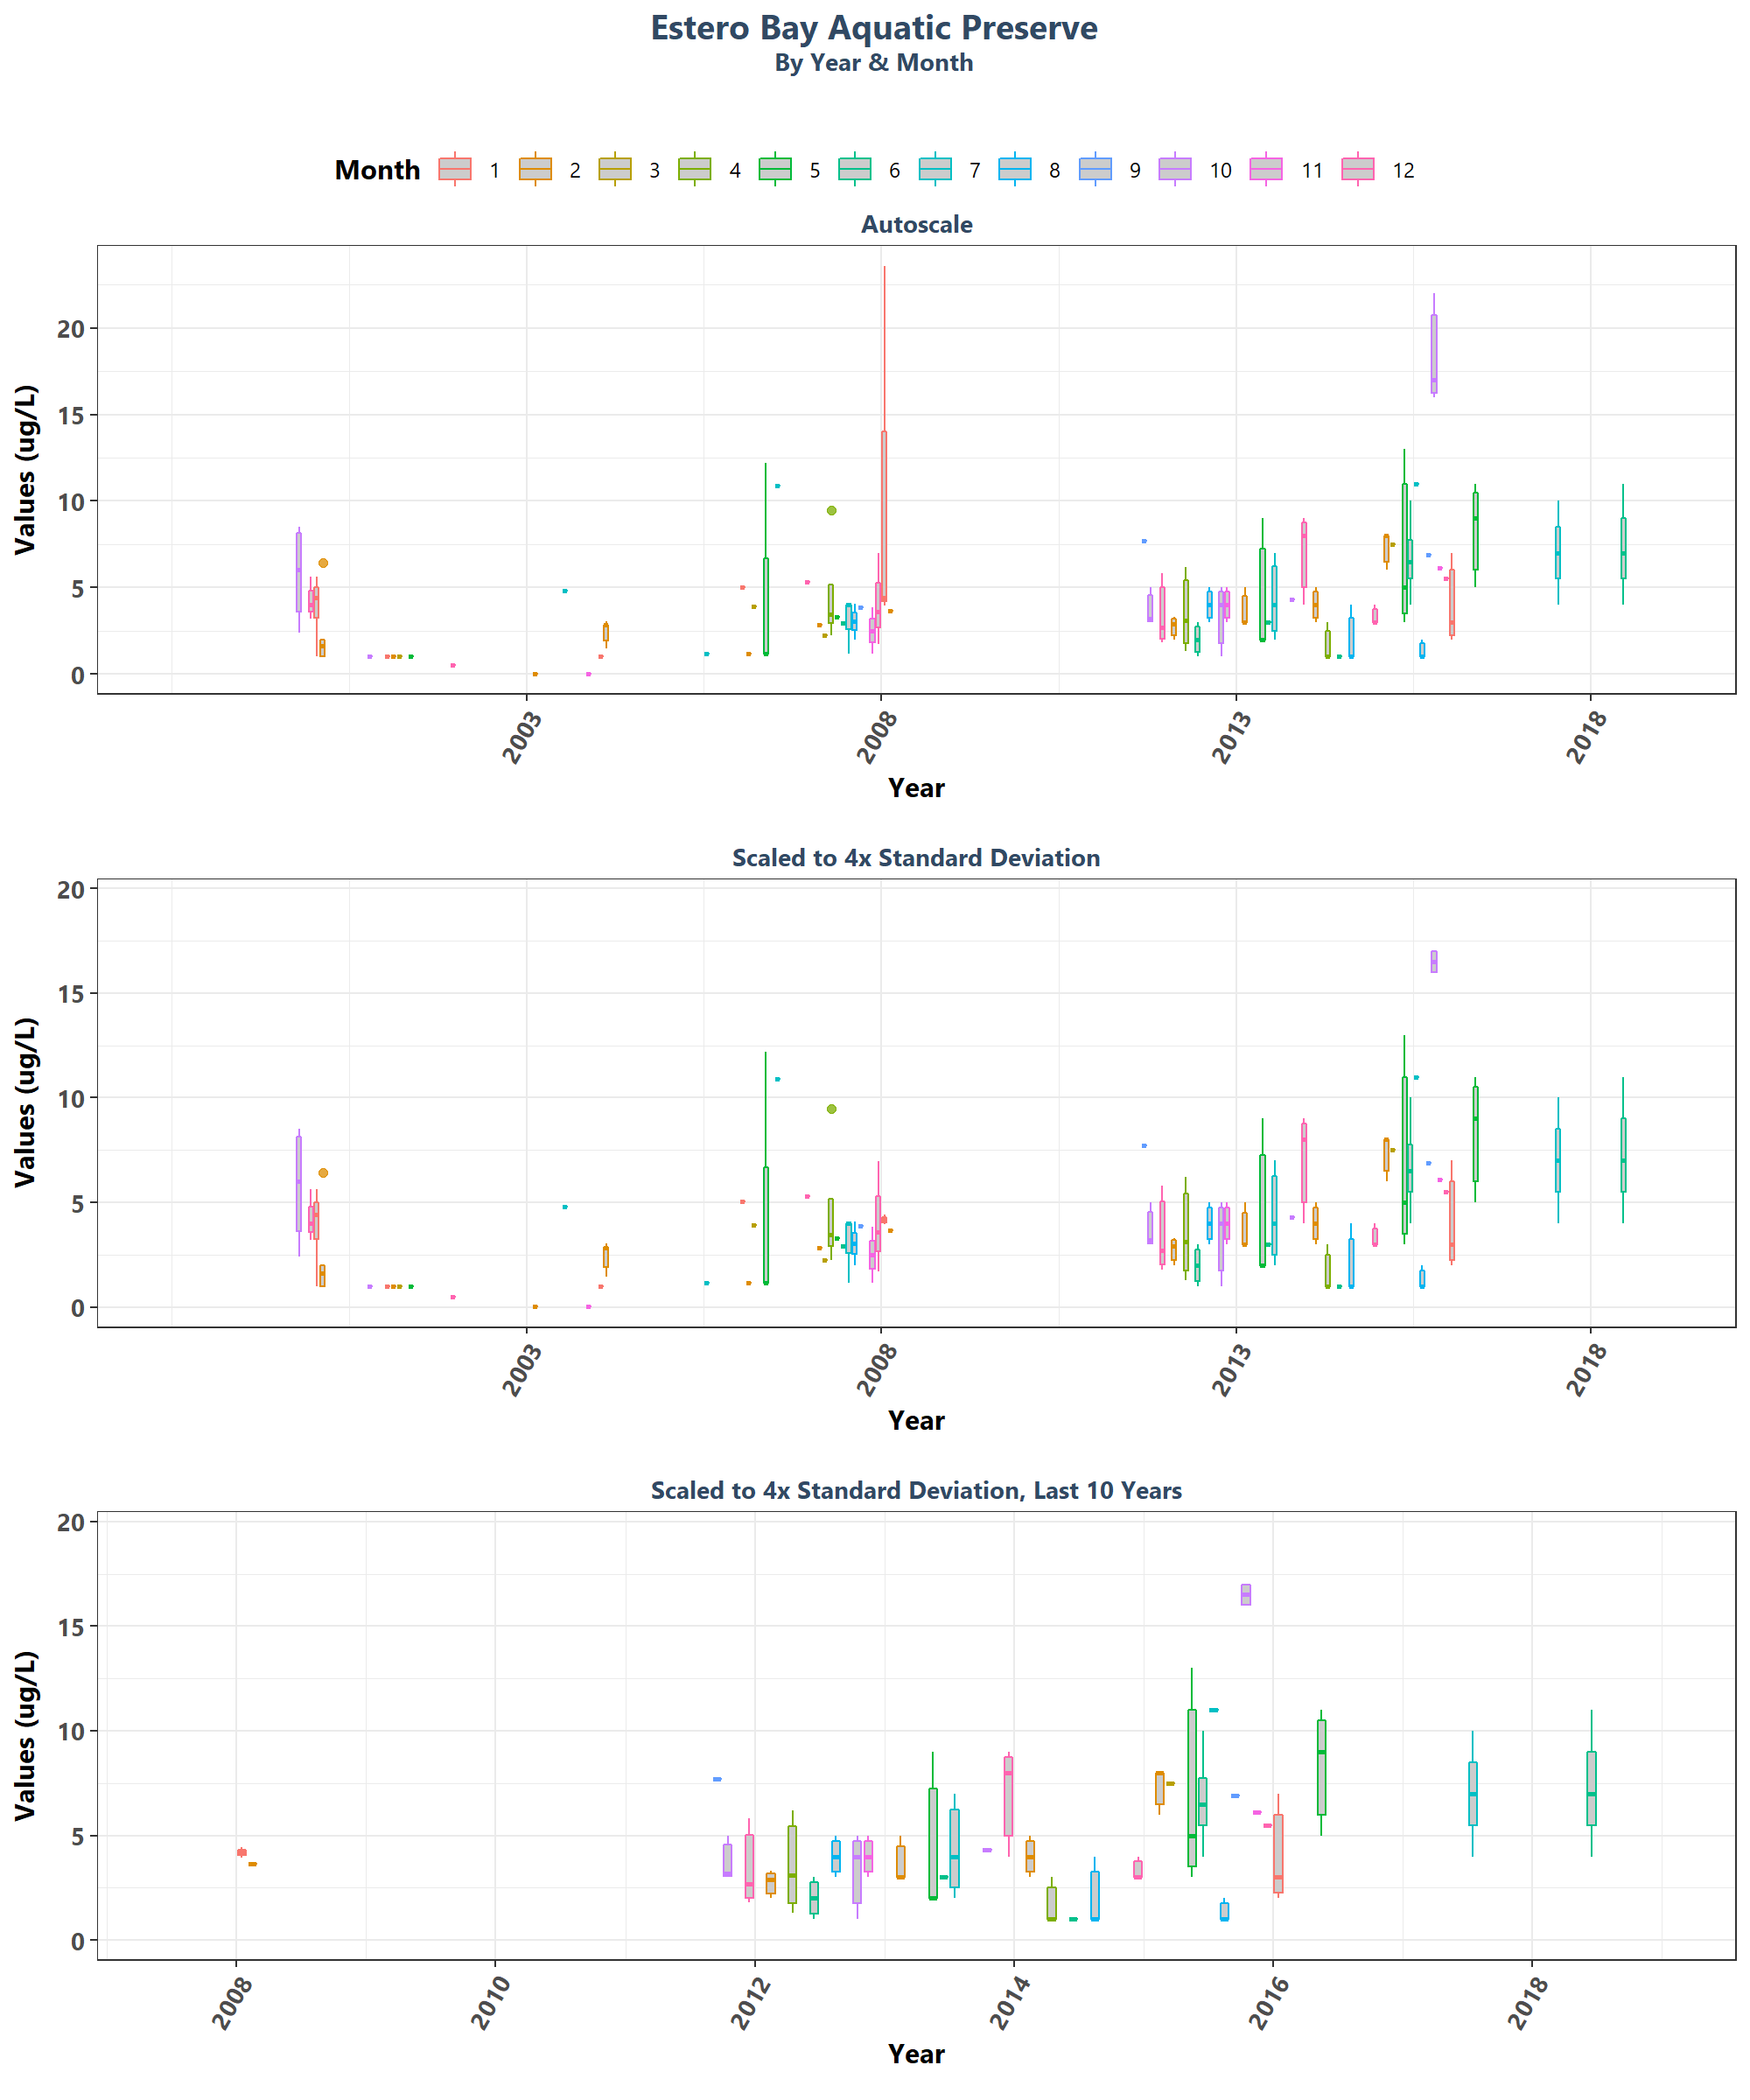 Estero Bay Aquatic Preserve
By Year & Month
Month 1 2 3 4 5 6 7 8 9 10 11 12
Autoscale
Values (ug/L)
20
15
10
5
0
2003 2008 2013 2018
Year
Scaled to 4x Standard Deviation
Values (ug/L)
20
15
10
5
0
2003 2008 2013 2018
Year
Scaled to 4x Standard Deviation, Last 10 Years
Values (ug/L)
20
15
10
5
0
2008 2010 2012 2014 2016 2018
Year